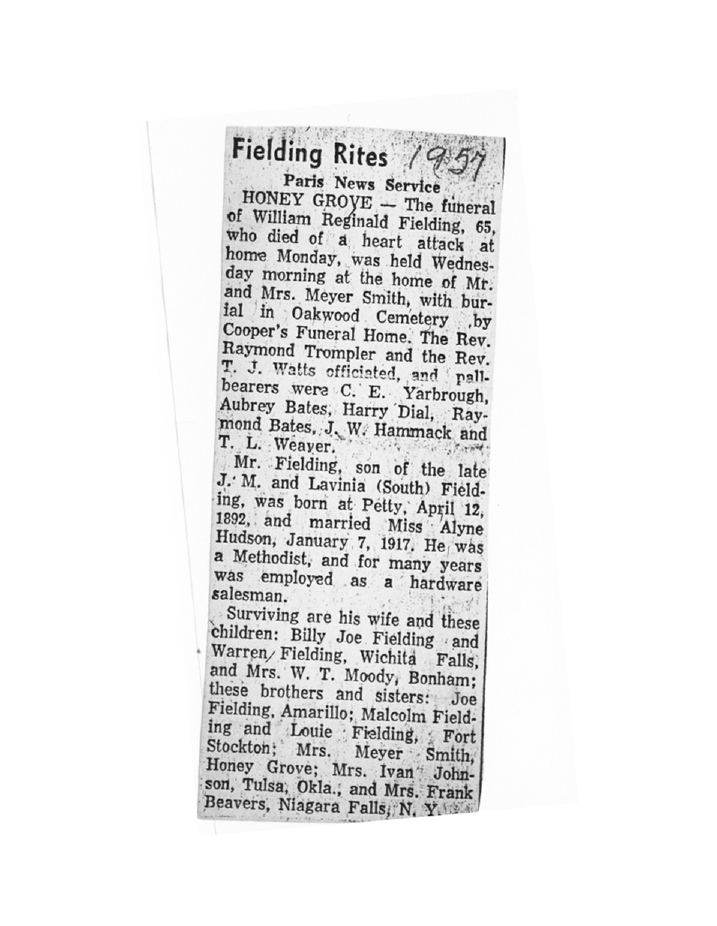 Fielding Rites 1957
Paris News Service
HONEY GROVE — The funeral
of William Reginald Fielding, 65,
who died of a heart attack at
home Monday, was held Wednes-
day morning at the home of Mr.
and Mrs. Meyer Smith, with bur-
ial in Oakwood Cemetery by
Cooper's Funeral Home. The Rev.
Raymond Trompler and the Rev.
T. J. Watts officiated, and pall-
bearers were C. E. Yarbrough,
Aubrey Bates, Harry Dial, Ray-
mond Bates, J. W. Hammack and
T. L. Weaver.
Mr. Fielding, son of the late
J. M. and Lavinia (South) Field-
ing, was born at Petty, April 12,
1892, and married Miss Alyne
Hudson, January 7, 1917. He was
a Methodist, and for many years
was employed as a hardware
salesman.
Surviving are his wife and these
children: Billy Joe Fielding and
Warren Fielding, Wichita Falls,
and Mrs. W. T. Moody, Bonham;
these brothers and sisters: Joe
Fielding, Amarillo; Malcolm Field-
ing and Louie Fielding, Fort
Stockton; Mrs. Meyer Smith,
Honey Grove; Mrs. Ivan John-
son, Tulsa, Okla., and Mrs. Frank
Beavers, Niagara Falls, N. Y.